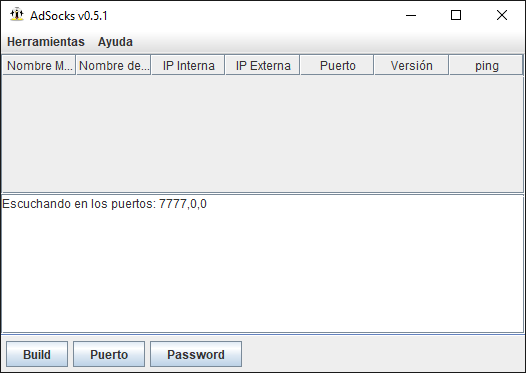 AdSocks v0.5.1
Herramientas Ayuda
Nombre M... Nombre de... IP Interna IP Externa Puerto Versión ping
Escuchando en los puertos: 7777,0,0
Build Puerto Password